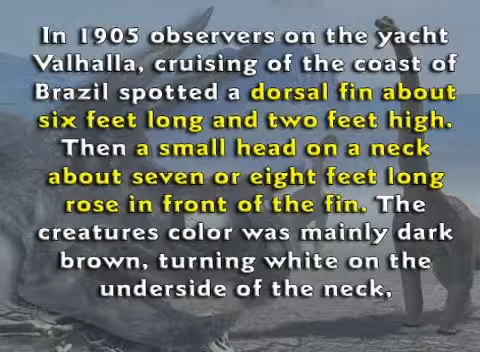 In 1905 observers on the yacht
Valhalla, cruising of the coast of
Brazil spotted a dorsal fin about
six feet long and two feet high.
Then a small head on a neck
about seven or eight feet long
rose in front of the fin. The
creatures color was mainly dark
brown, turning white on the
underside of the neck,